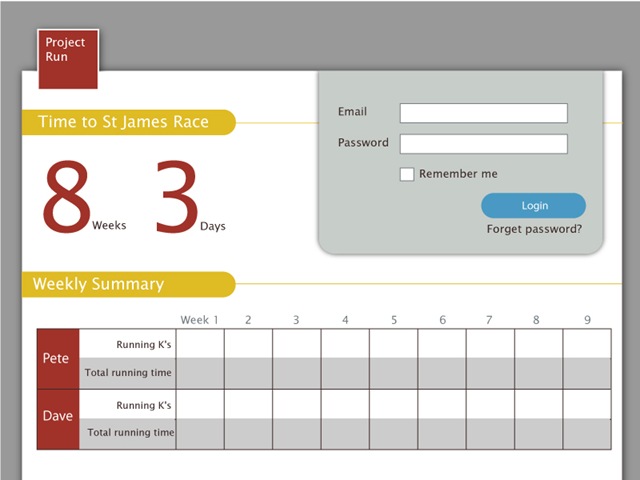 Project
Run
Time to St James Race
8 Weeks 3 Days
Email
Password
Remember me
Login
Forget password?
Weekly Summary
Week 1 2 3 4 5 6 7 8 9
Pete
Running K's
Total running time
Dave
Running K's
Total running time